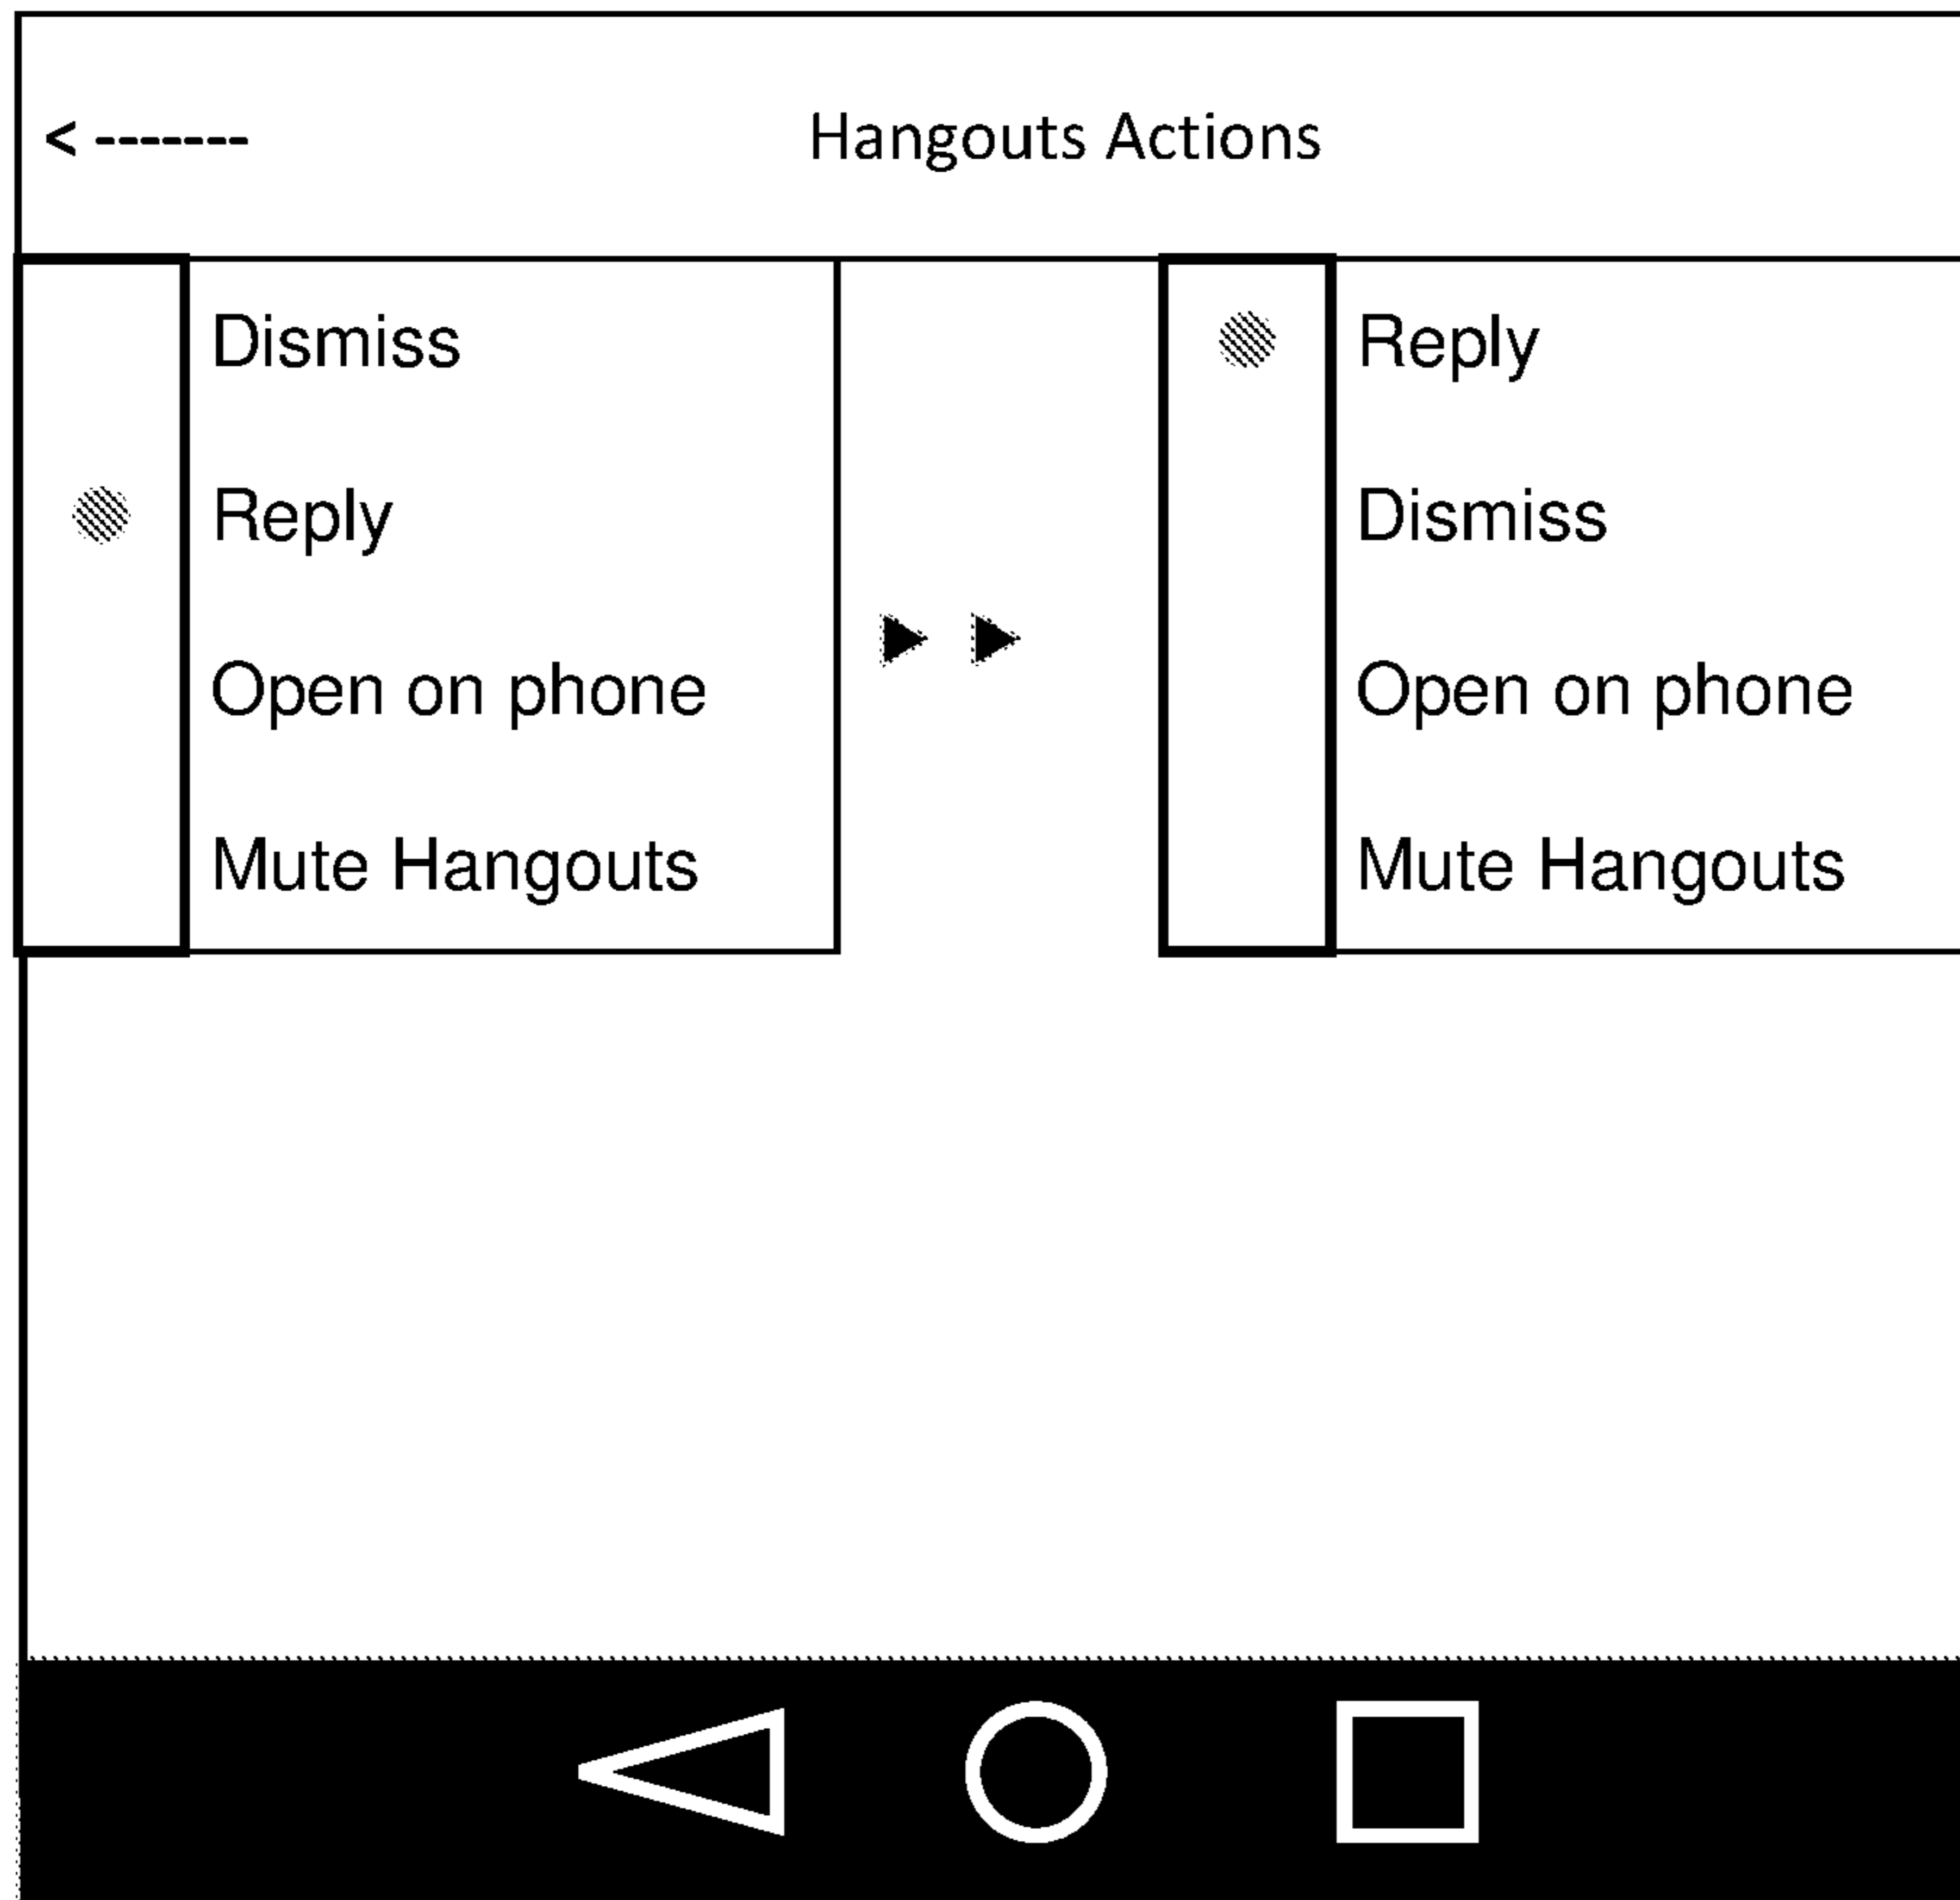 < -------
Hangouts Actions
Dismiss
Reply
Open on phone
Mute Hangouts
Reply
Dismiss
Open on phone
Mute Hangouts